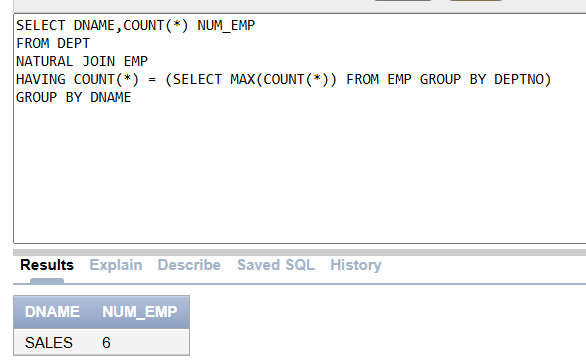 SELECT DNAME,COUNT(*) NUM_EMP
FROM DEPT
NATURAL JOIN EMP
HAVING COUNT(*) = (SELECT MAX(COUNT(*)) FROM EMP GROUP BY DEPTNO)
GROUP BY DNAME
Results Explain Describe Saved SQL History
DNAME NUM_EMP
SALES 6